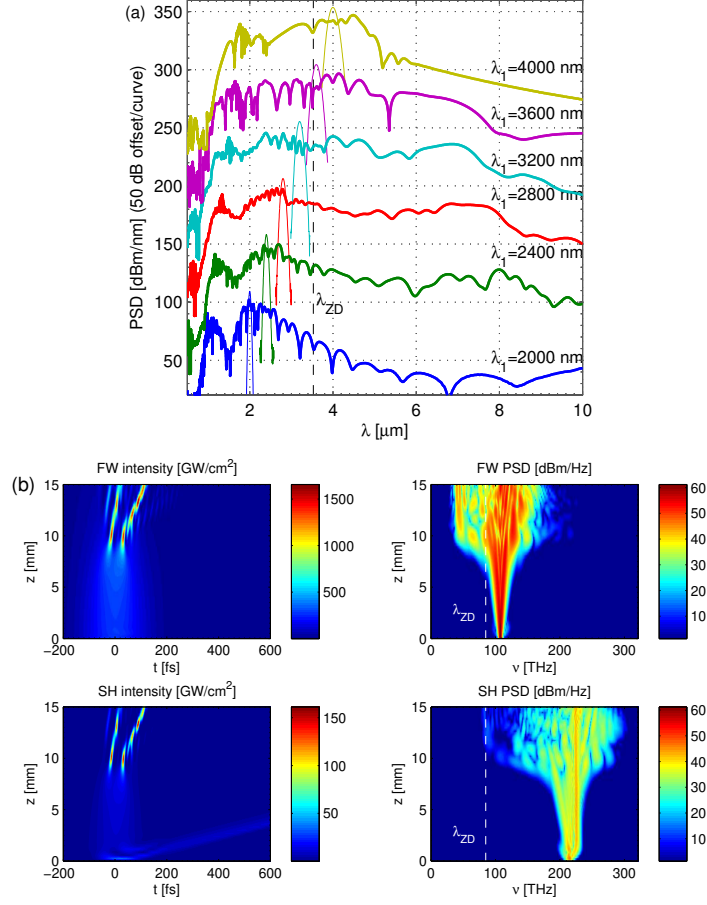 (a)
PSD [dBm/nm] (50 dB offset/curve)
350
300
250
200
150
100
50
λ₁=4000 nm
λ₁=3600 nm
λ₁=3200 nm
λ₁=2800 nm
λ₁=2400 nm
λ₁=2000 nm
λZD
2 4 6 8 10
λ [μm]
(b)
FW intensity [GW/cm²]
z [mm]
15
10
5
0
−200 0 200 400 600
t [fs]
1500
1000
500
FW PSD [dBm/Hz]
z [mm]
15
10
5
0
λZD
0 100 200 300
ν [THz]
60
50
40
30
20
10
SH intensity [GW/cm²]
z [mm]
15
10
5
0
−200 0 200 400 600
t [fs]
150
100
50
SH PSD [dBm/Hz]
z [mm]
15
10
5
0
λZD
0 100 200 300
ν [THz]
60
50
40
30
20
10